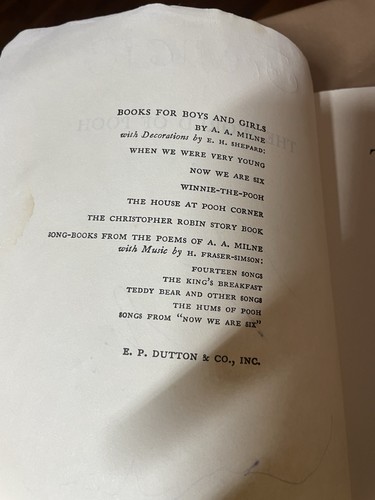 BOOKS FOR BOYS AND GIRLS
BY A. A. MILNE
with Decorations by E. H. SHEPARD:
WHEN WE WERE VERY YOUNG
NOW WE ARE SIX
WINNIE-THE-POOH
THE HOUSE AT POOH CORNER
THE CHRISTOPHER ROBIN STORY BOOK
SONG-BOOKS FROM THE POEMS OF A. A. MILNE
with Music by H. FRASER-SIMSON:
FOURTEEN SONGS
THE KING'S BREAKFAST
TEDDY BEAR AND OTHER SONGS
THE HUMS OF POOH
SONGS FROM "NOW WE ARE SIX"
E. P. DUTTON & CO., INC.